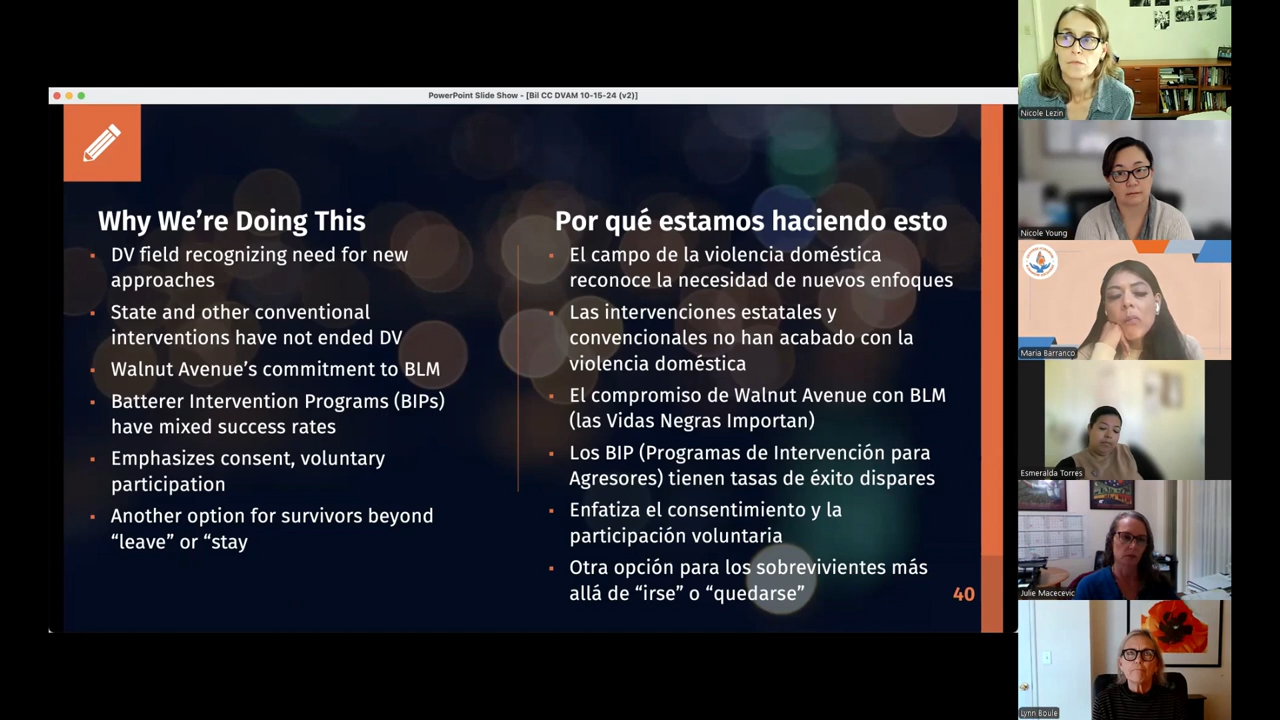 PowerPoint Slide Show - [Bil CC DVAM 10-15-24 (v2)]
Why We're Doing This
DV field recognizing need for new
approaches
State and other conventional
interventions have not ended DV
Walnut Avenue's commitment to BLM
Batterer Intervention Programs (BIPs)
have mixed success rates
Emphasizes consent, voluntary
participation
Another option for survivors beyond
“leave” or “stay
Por qué estamos haciendo esto
El campo de la violencia doméstica
reconoce la necesidad de nuevos enfoques
Las intervenciones estatales y
convencionales no han acabado con la
violencia doméstica
El compromiso de Walnut Avenue con BLM
(las Vidas Negras Importan)
Los BIP (Programas de Intervención para
Agresores) tienen tasas de éxito dispares
Enfatiza el consentimiento y la
participación voluntaria
Otra opción para los sobrevivientes más
allá de “irse” o “quedarse”
40
Nicole Lezin
Nicole Young
Maria Barranco
Esmeralda Torres
Julie Macecevic
Lynn Boule